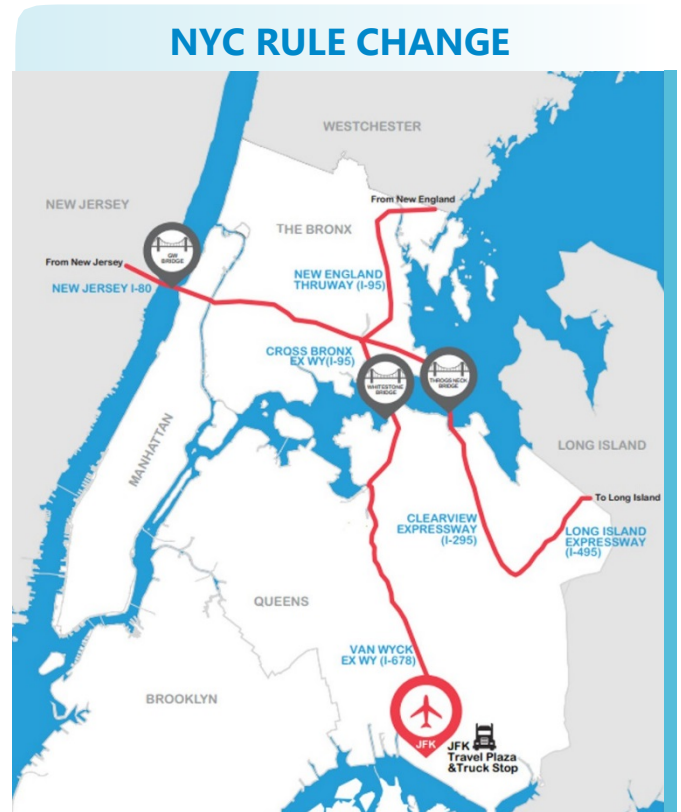 NYC RULE CHANGE
WESTCHESTER
From New England
NEW JERSEY
THE BRONX
GW
BRIDGE
From New Jersey
NEW JERSEY I-80
NEW ENGLAND
THRUWAY (I-95)
CROSS BRONX
EX WY(I-95)
WHITESTONE
BRIDGE
THROGS NECK
BRIDGE
MANHATTAN
LONG ISLAND
To Long Island
CLEARVIEW
EXPRESSWAY
(I-295)
LONG ISLAND
EXPRESSWAY
(I-495)
QUEENS
VAN WYCK
EX WY (I-678)
BROOKLYN
JFK
JFK
Travel Plaza
&Truck Stop